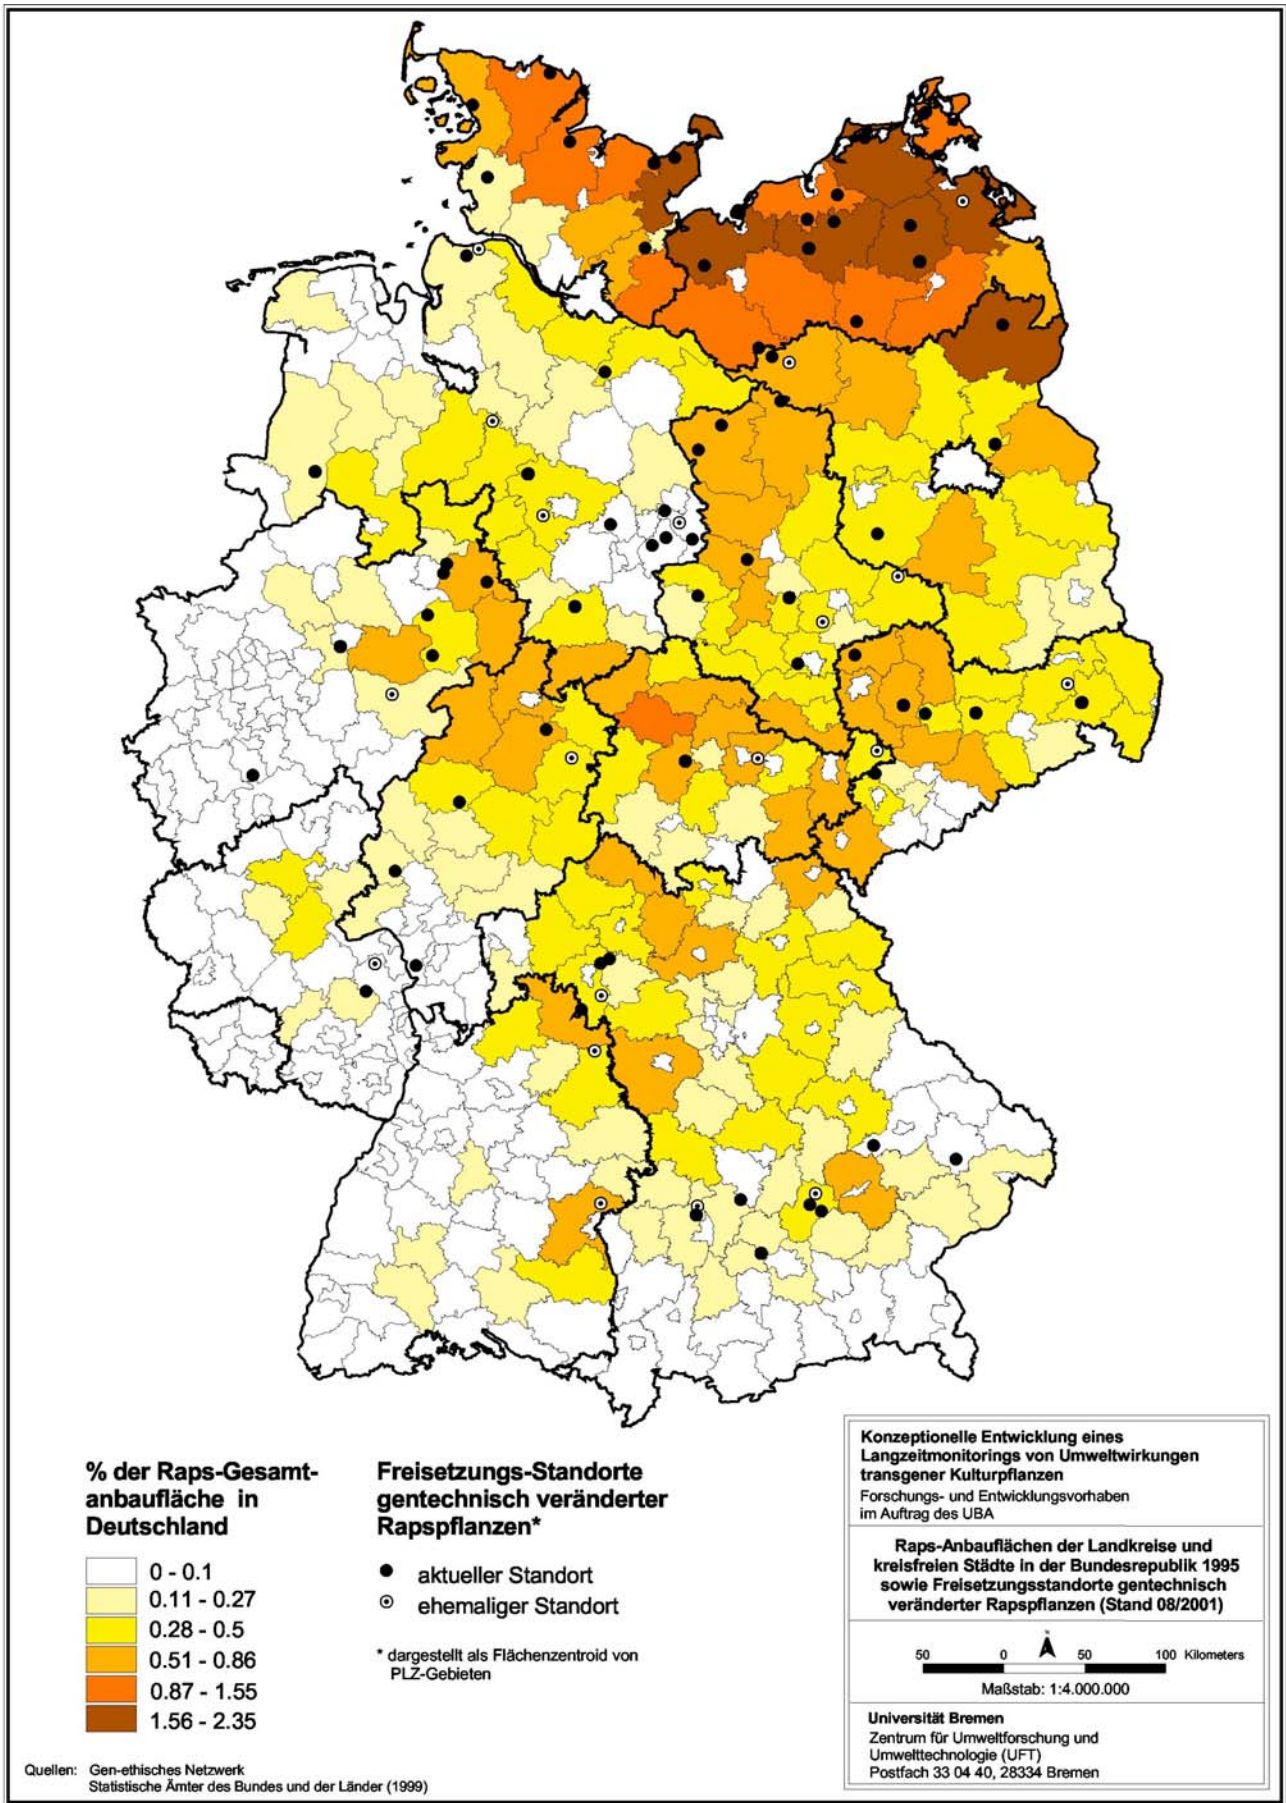 % der Raps-Gesamt-
anbaufläche in
Deutschland
0 - 0.1
0.11 - 0.27
0.28 - 0.5
0.51 - 0.86
0.87 - 1.55
1.56 - 2.35
Freisetzungs-Standorte
gentechnisch veränderter
Rapspflanzen*
aktueller Standort
ehemaliger Standort
* dargestellt als Flächenzentroid von
PLZ-Gebieten
Quellen: Gen-ethisches Netzwerk
Statistische Ämter des Bundes und der Länder (1999)
Konzeptionelle Entwicklung eines
Langzeitmonitorings von Umweltwirkungen
transgener Kulturpflanzen
Forschungs- und Entwicklungsvorhaben
im Auftrag des UBA
Raps-Anbauflächen der Landkreise und
kreisfreien Städte in der Bundesrepublik 1995
sowie Freisetzungsstandorte gentechnisch
veränderter Rapspflanzen (Stand 08/2001)
N
50 0 50 100 Kilometers
Maßstab: 1:4.000.000
Universität Bremen
Zentrum für Umweltforschung und
Umwelttechnologie (UFT)
Postfach 33 04 40, 28334 Bremen